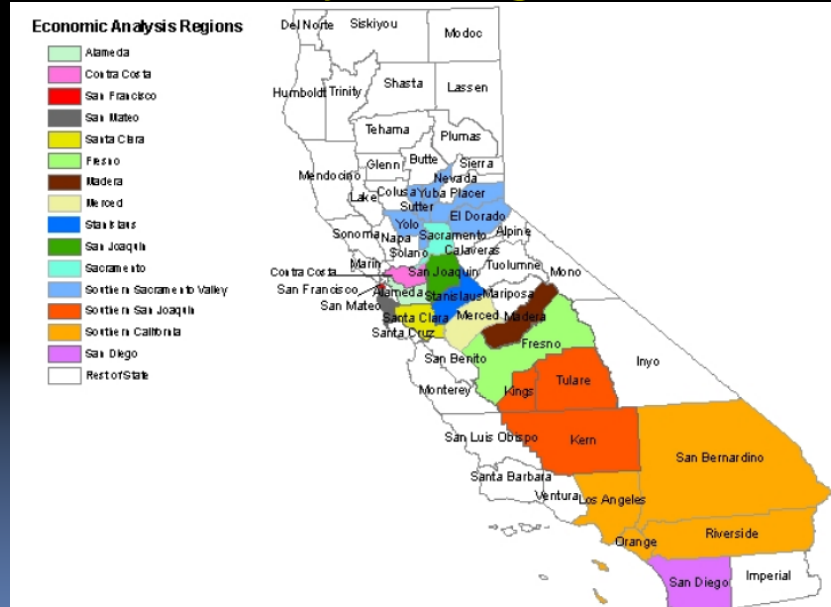 Economic Analysis Regions
Alameda
Contra Costa
San Francisco
San Mateo
Santa Clara
Fresno
Madera
Merced
Stanislaus
San Joaquin
Sacramento
Southern Sacramento Valley
Southern San Joaquin
Southern California
San Diego
Rest of State
Del Norte
Siskiyou
Modoc
Humboldt
Trinity
Shasta
Lassen
Tehama
Plumas
Mendocino
Glenn
Butte
Sierra
Nevada
Lake
Colusa
Yuba
Placer
Sutter
Yolo
El Dorado
Sonoma
Napa
Sacramento
Alpine
Solano
Calaveras
Marin
Tuolumne
Mono
Contra Costa
San Joaquin
San Francisco
Alameda
Stanislaus
Mariposa
San Mateo
Merced
Madera
Santa Clara
Santa Cruz
Fresno
San Benito
Inyo
Monterey
Kings
Tulare
San Luis Obispo
Kern
San Bernardino
Santa Barbara
Ventura
Los Angeles
Orange
Riverside
San Diego
Imperial